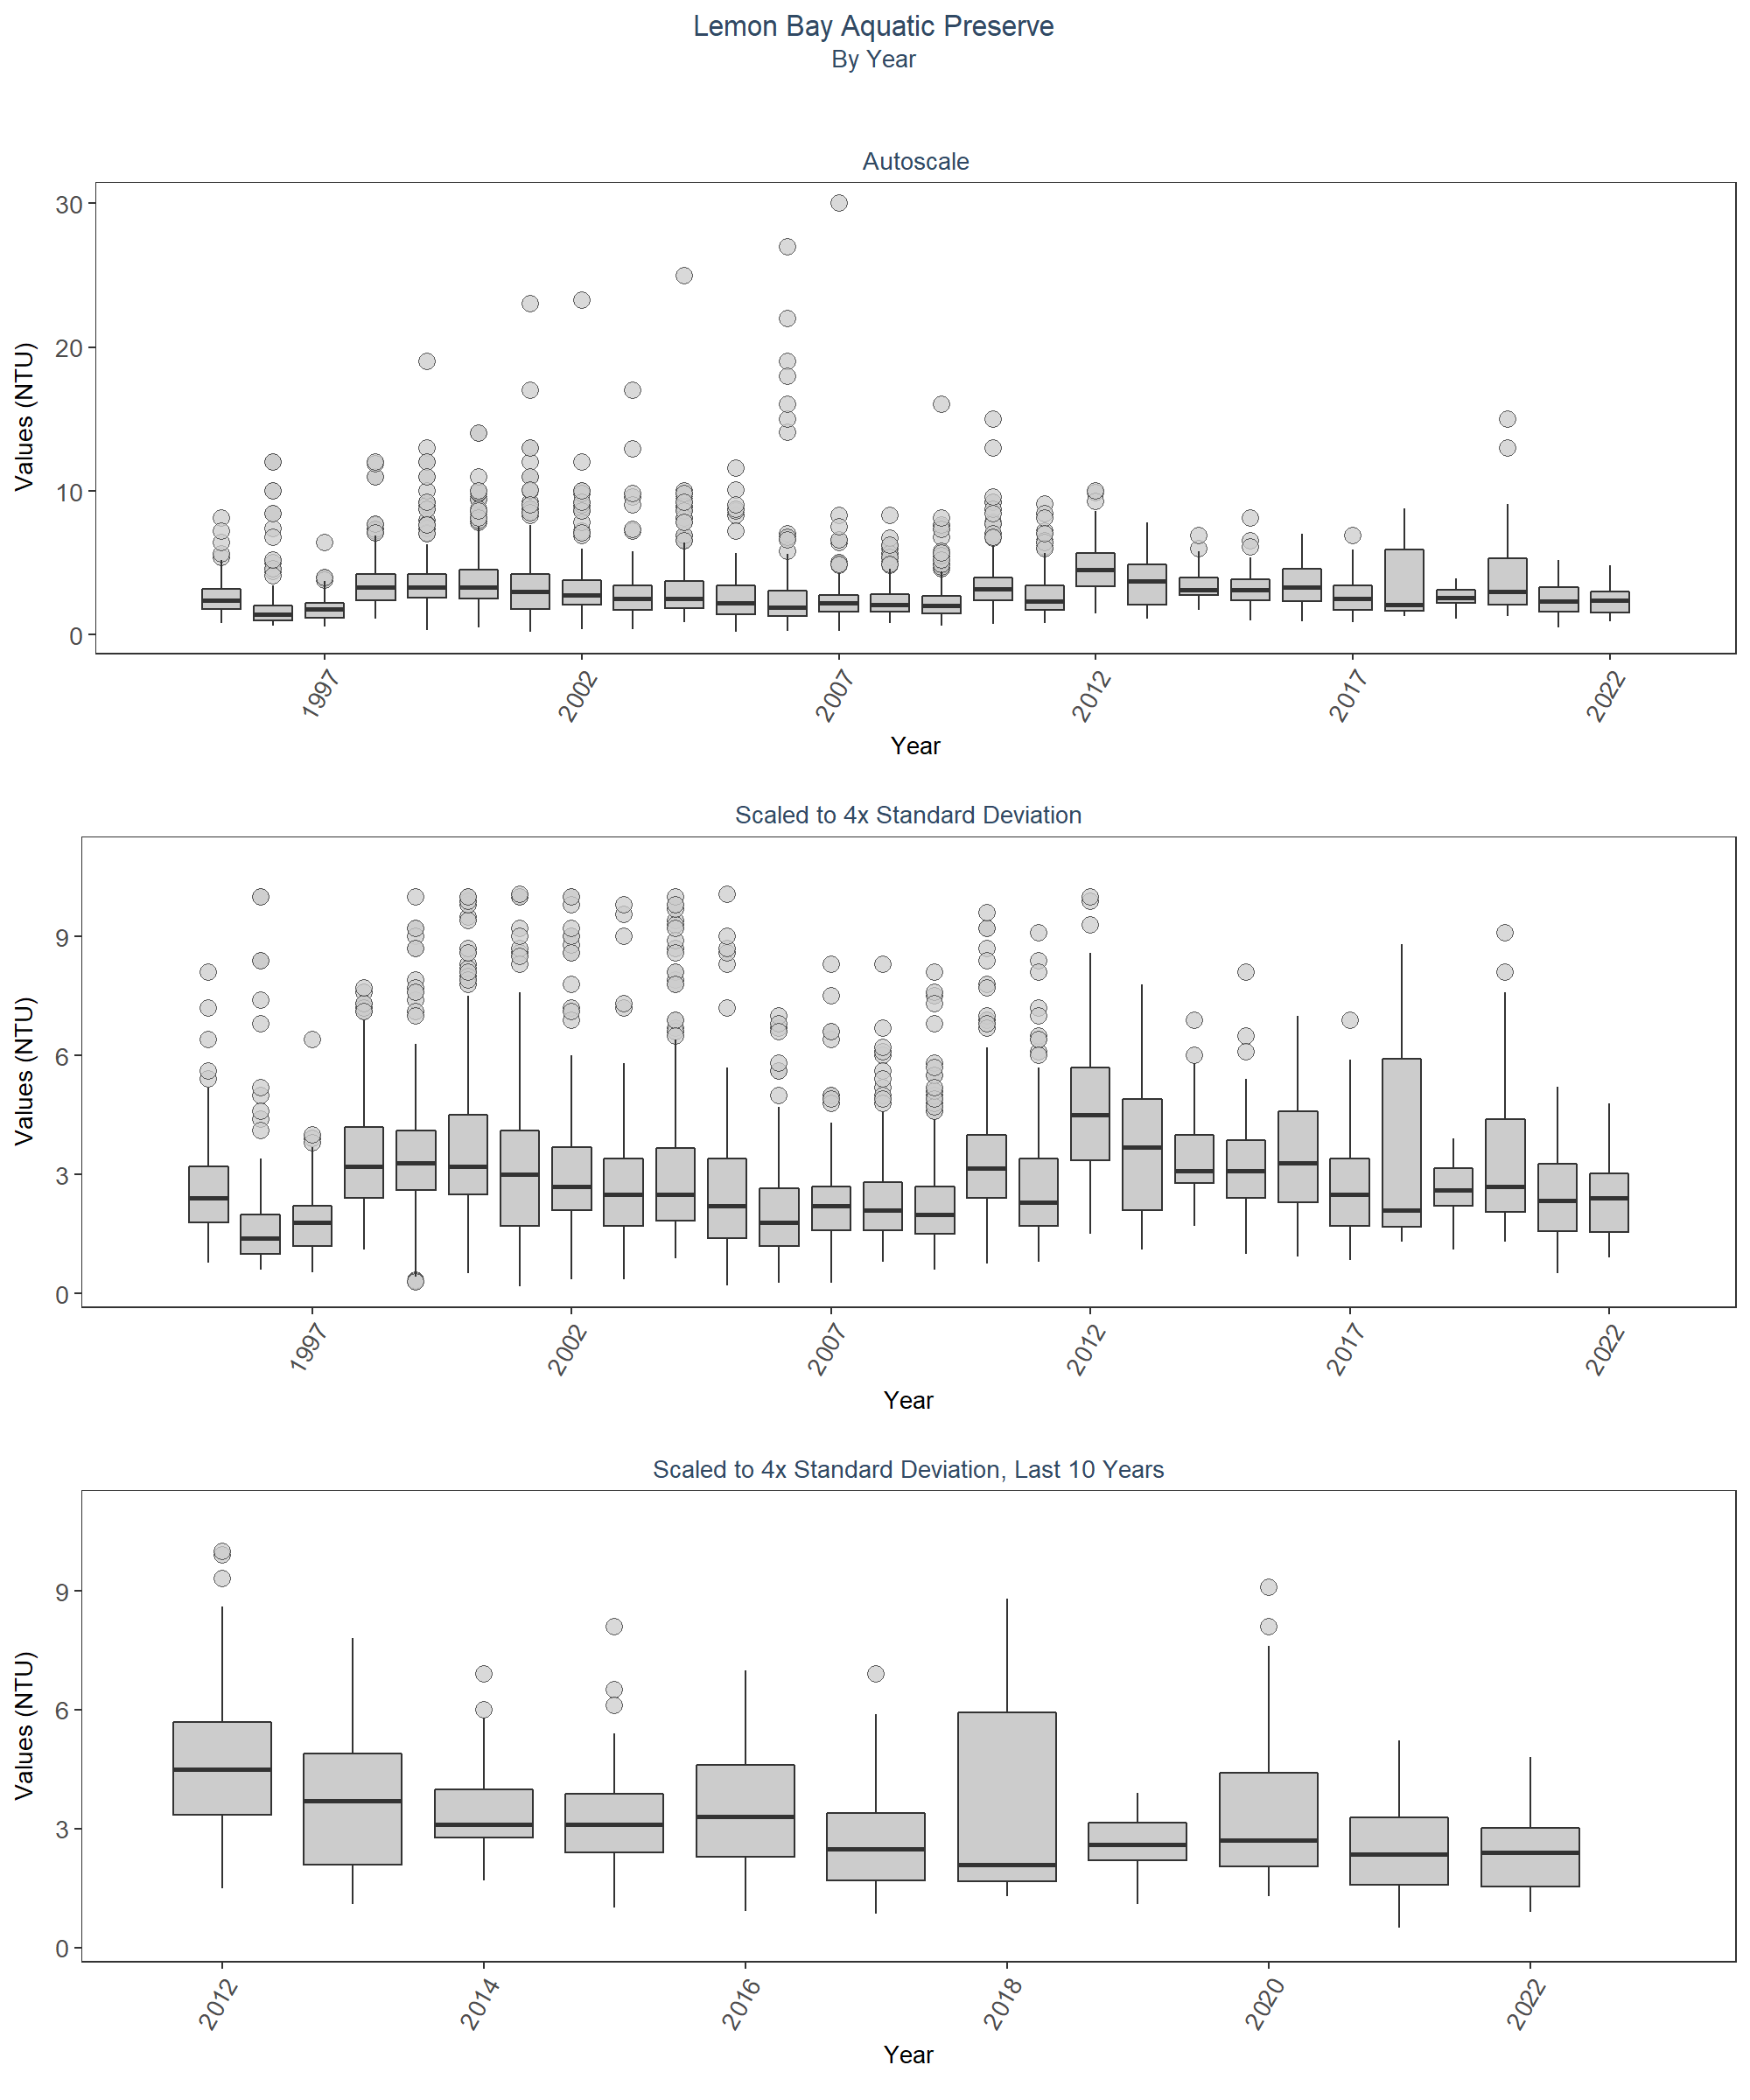 Lemon Bay Aquatic Preserve
By Year
Autoscale
Values (NTU)
30
20
10
0
1997 2002 2007 2012 2017 2022
Year
Scaled to 4x Standard Deviation
Values (NTU)
9
6
3
0
1997 2002 2007 2012 2017 2022
Year
Scaled to 4x Standard Deviation, Last 10 Years
Values (NTU)
9
6
3
0
2012 2014 2016 2018 2020 2022
Year